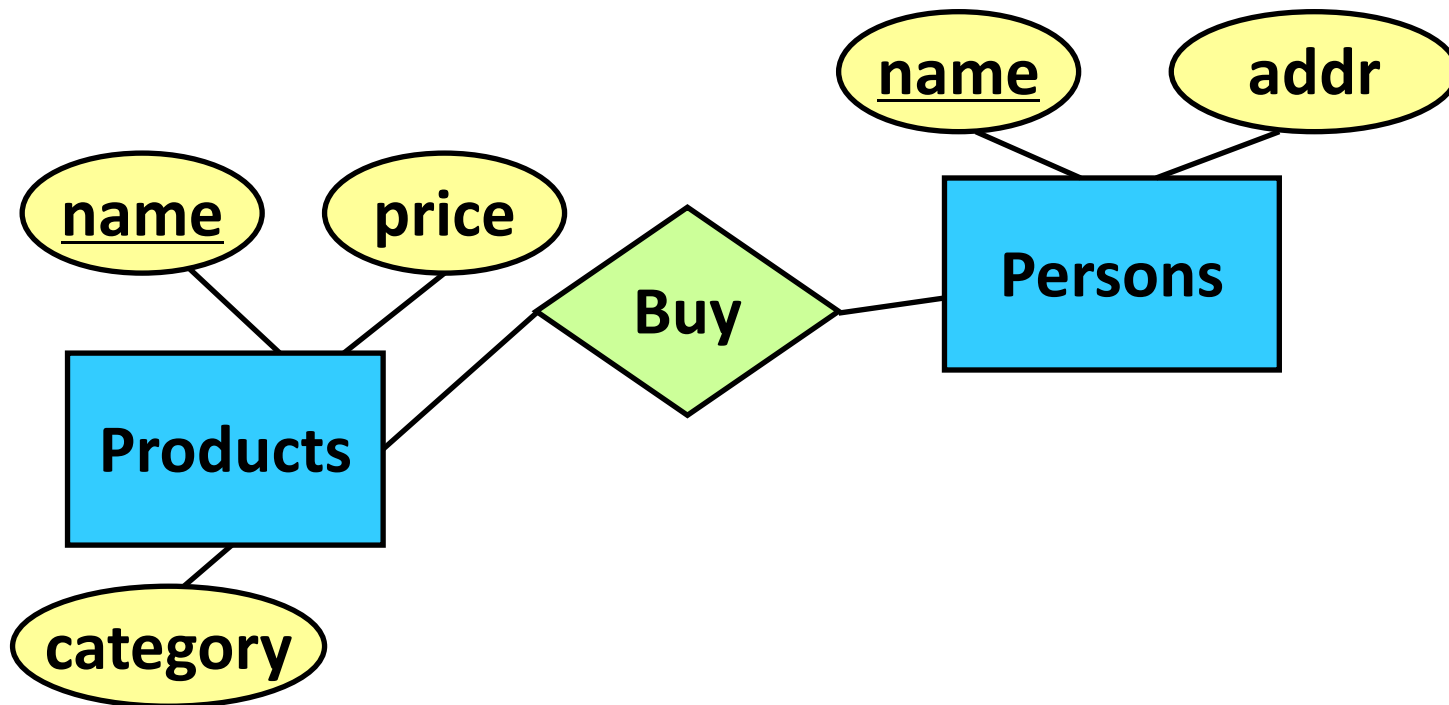 name
addr
name
price
Persons
Buy
Products
category